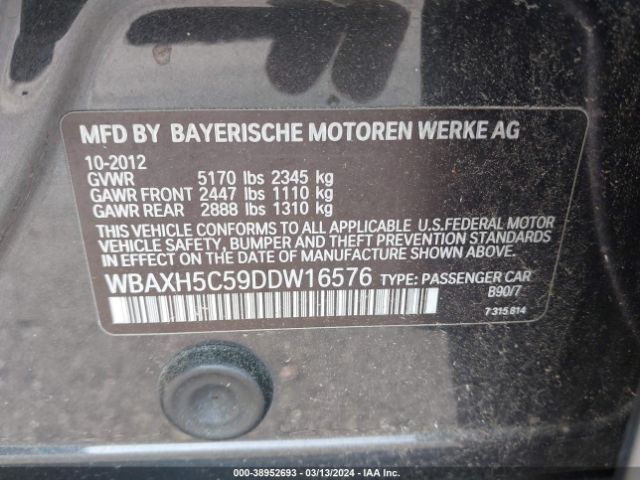 MFD BY BAYERISCHE MOTOREN WERKE AG
10-2012
GVWR 5170 lbs 2345 kg
GAWR FRONT 2447 lbs 1110 kg
GAWR REAR 2888 lbs 1310 kg
THIS VEHICLE CONFORMS TO ALL APPLICABLE U.S.FEDERAL MOTOR
VEHICLE SAFETY, BUMPER AND THEFT PREVENTION STANDARDS
IN EFFECT ON THE DATE OF MANUFACTURE SHOWN ABOVE.
WBAXH5C59DDW16576 TYPE: PASSENGER CAR
B90/7
7 315 814
000-38952693 - 03/13/2024 - IAA Inc.